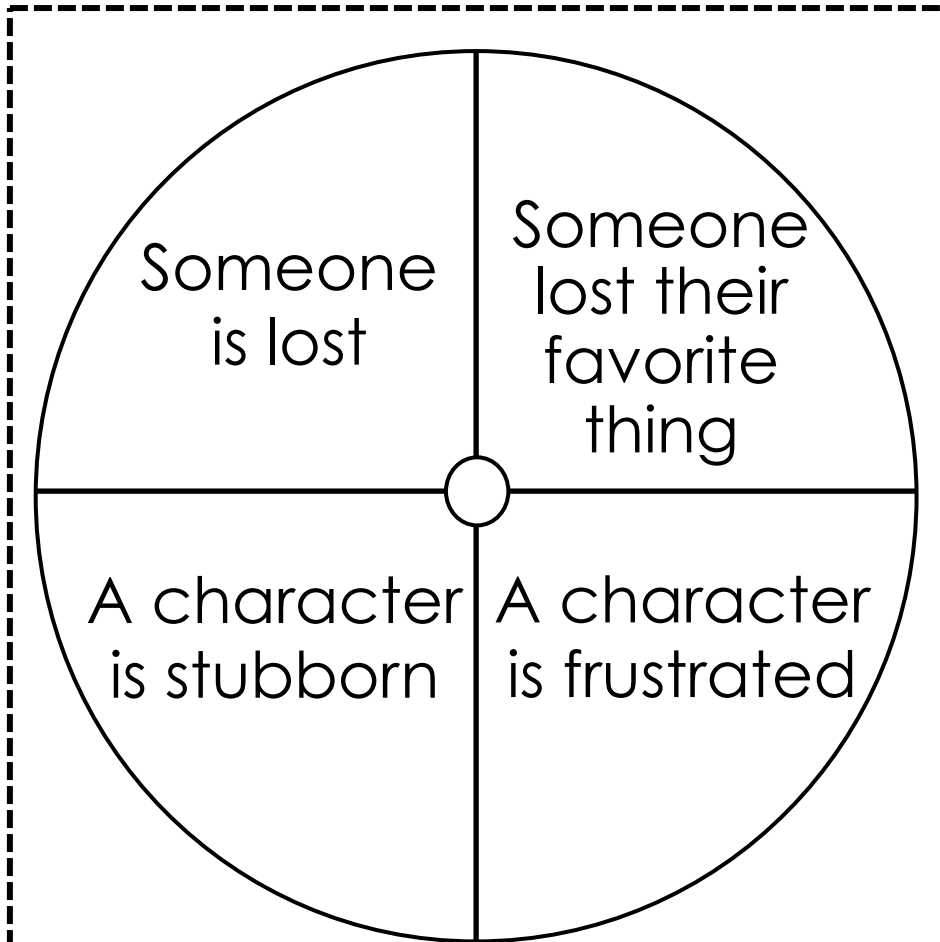 Someone
is lost
Someone
lost their
favorite
thing
A character
is stubborn
A character
is frustrated